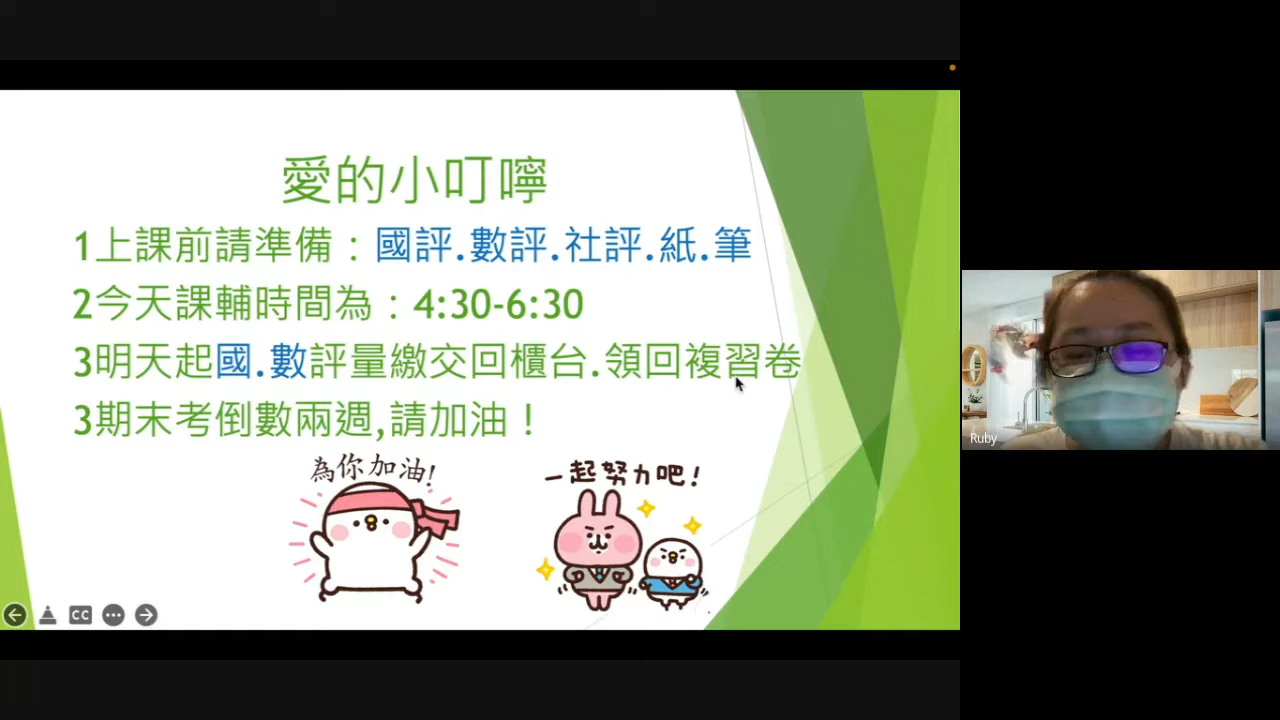 愛的小叮嚀
1上課前請準備：國評.數評.社評.紙.筆
2今天課輔時間為：4:30-6:30
3明天起國.數評量繳交回櫃台.領回複習卷
3期末考倒數兩週,請加油！
為你加油!
一起努力吧!
CC
Ruby